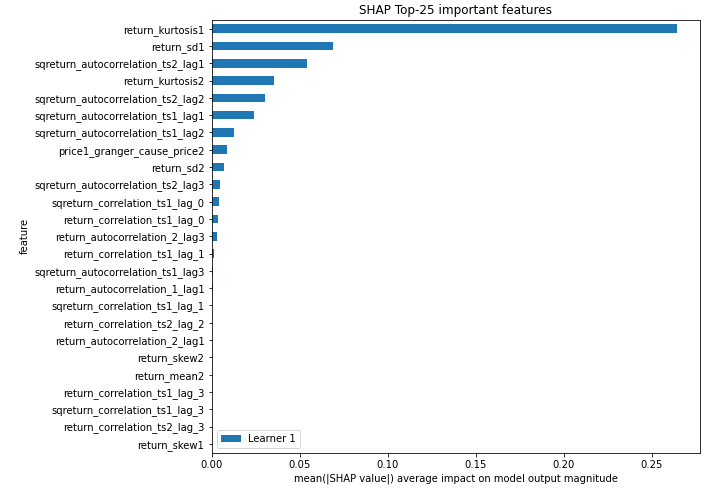 SHAP Top-25 important features
return_kurtosis1
return_sd1
sqreturn_autocorrelation_ts2_lag1
return_kurtosis2
sqreturn_autocorrelation_ts2_lag2
sqreturn_autocorrelation_ts1_lag1
sqreturn_autocorrelation_ts1_lag2
price1_granger_cause_price2
return_sd2
sqreturn_autocorrelation_ts2_lag3
sqreturn_correlation_ts1_lag_0
return_correlation_ts1_lag_0
return_autocorrelation_2_lag3
return_correlation_ts1_lag_1
sqreturn_autocorrelation_ts1_lag3
return_autocorrelation_1_lag1
sqreturn_correlation_ts1_lag_1
return_correlation_ts2_lag_2
return_autocorrelation_2_lag1
return_skew2
return_mean2
return_correlation_ts1_lag_3
sqreturn_correlation_ts1_lag_3
return_correlation_ts2_lag_3
return_skew1
feature
Learner 1
0.00 0.05 0.10 0.15 0.20 0.25
mean(|SHAP value|) average impact on model output magnitude